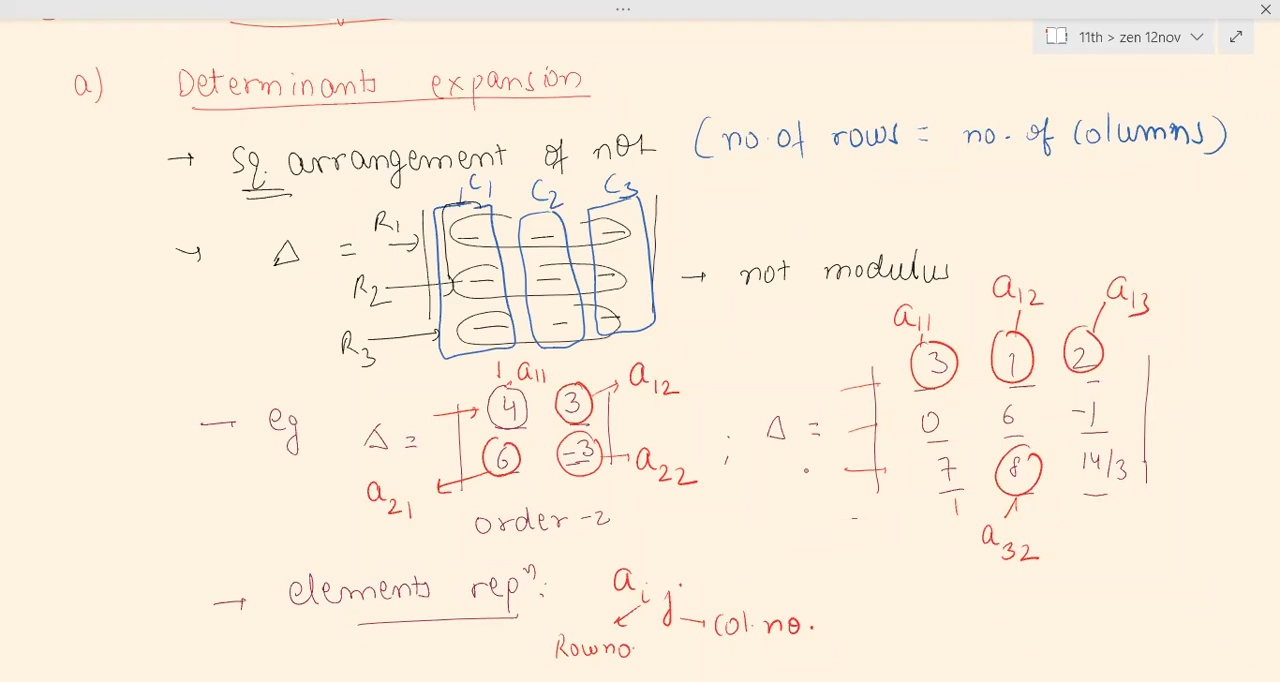 11th > zen 12nov
a) Determinants expansion
→ Sq. arrangement of no.
(no. of rows = no. of columns)
C1 C2 C3
Δ = R1
R2
R3
→ not modulus
→ eg Δ =
a11 a12
4 3
6 -3
a21 a22
order -2
; Δ =
a11 a12 a13
3 1 2
0 6 -1
7 8 14/3
a32
→ elements repⁿ: aij
Row no. → Col. no.